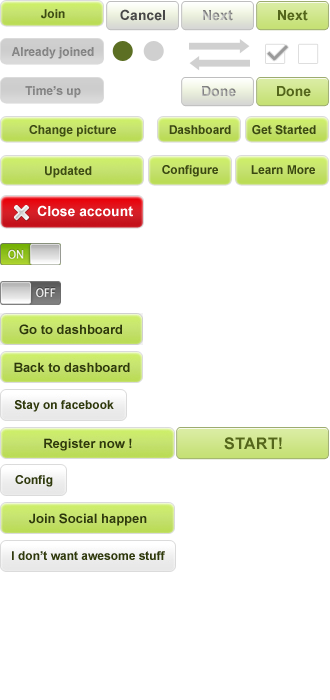 Join
Cancel
Next
Next
Already joined
Time's up
Done
Done
Change picture
Dashboard
Get Started
Updated
Configure
Learn More
Close account
ON
OFF
Go to dashboard
Back to dashboard
Stay on facebook
Register now !
START!
Config
Join Social happen
I don't want awesome stuff